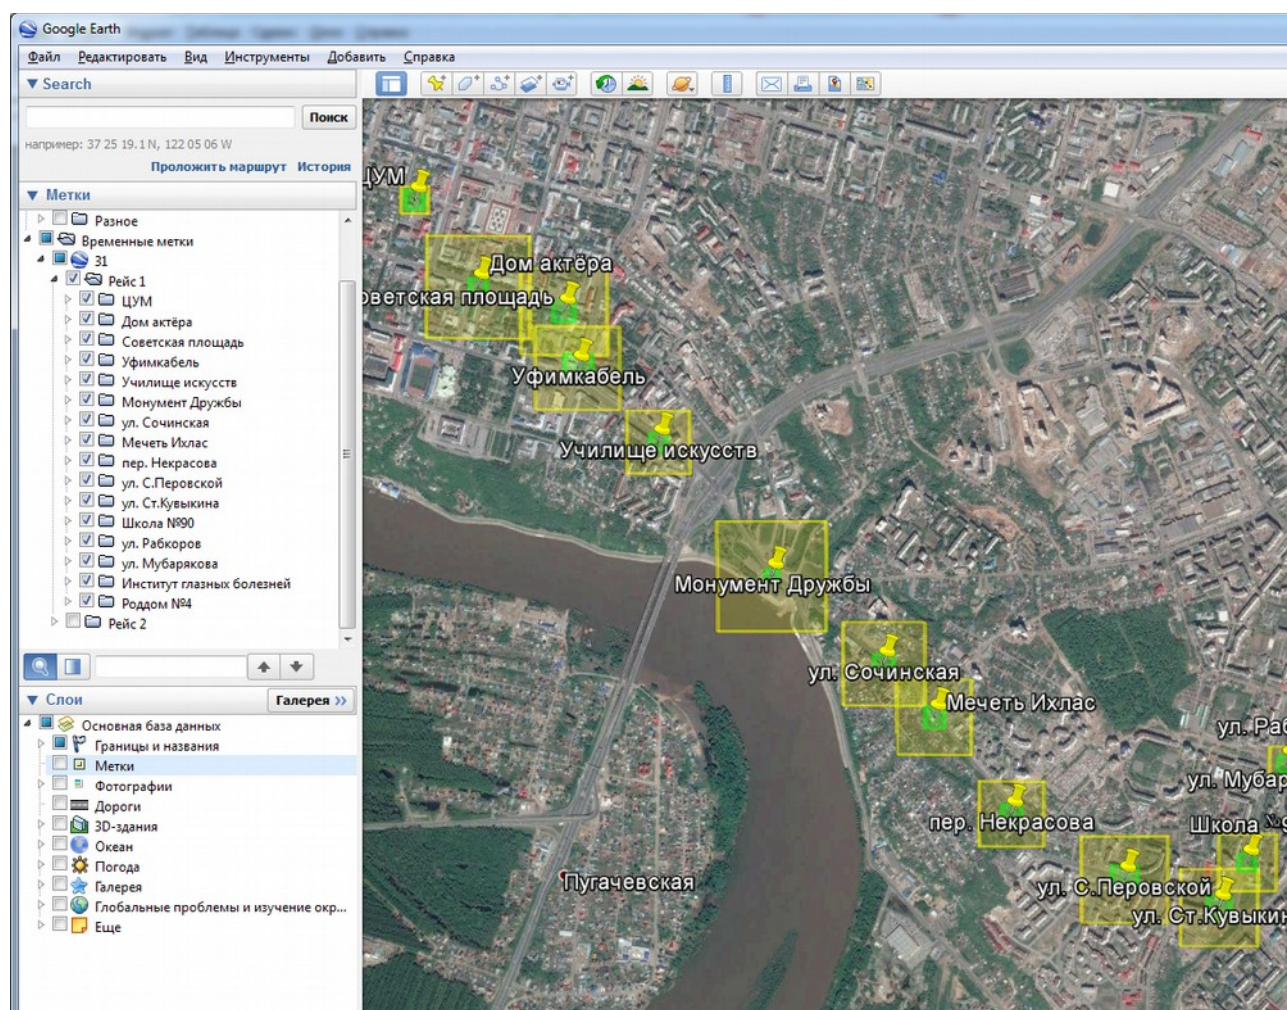 Google Earth
Файл Редактировать Вид Инструменты Добавить Справка
Search
Поиск
например: 37 25 19.1 N, 122 05 06 W
Проложить маршрут История
Метки
Разное
Временные метки
31
Рейс 1
ЦУМ
Дом актёра
Советская площадь
Уфимкабель
Училище искусств
Монумент Дружбы
ул. Сочинская
Мечеть Ихлас
пер. Некрасова
ул. С.Перовской
ул. Ст.Кувыкина
Школа №90
ул. Рабкоров
ул. Мубарякова
Институт глазных болезней
Роддом №4
Рейс 2
Слои
Галерея »
Основная база данных
Границы и названия
Метки
Фотографии
Дороги
3D-здания
Океан
Погода
Галерея
Глобальные проблемы и изучение окр...
Еще
ЦУМ
Дом актёра
оветская площадь
Уфимкабель
Училище искусств
Монумент Дружбы
ул. Сочинская
Мечеть Ихлас
ул. Раб
ул. Мубар
пер. Некрасова
Школа №9
Пугачевская
ул. С.Перовской
ул. Ст.Кувыкин